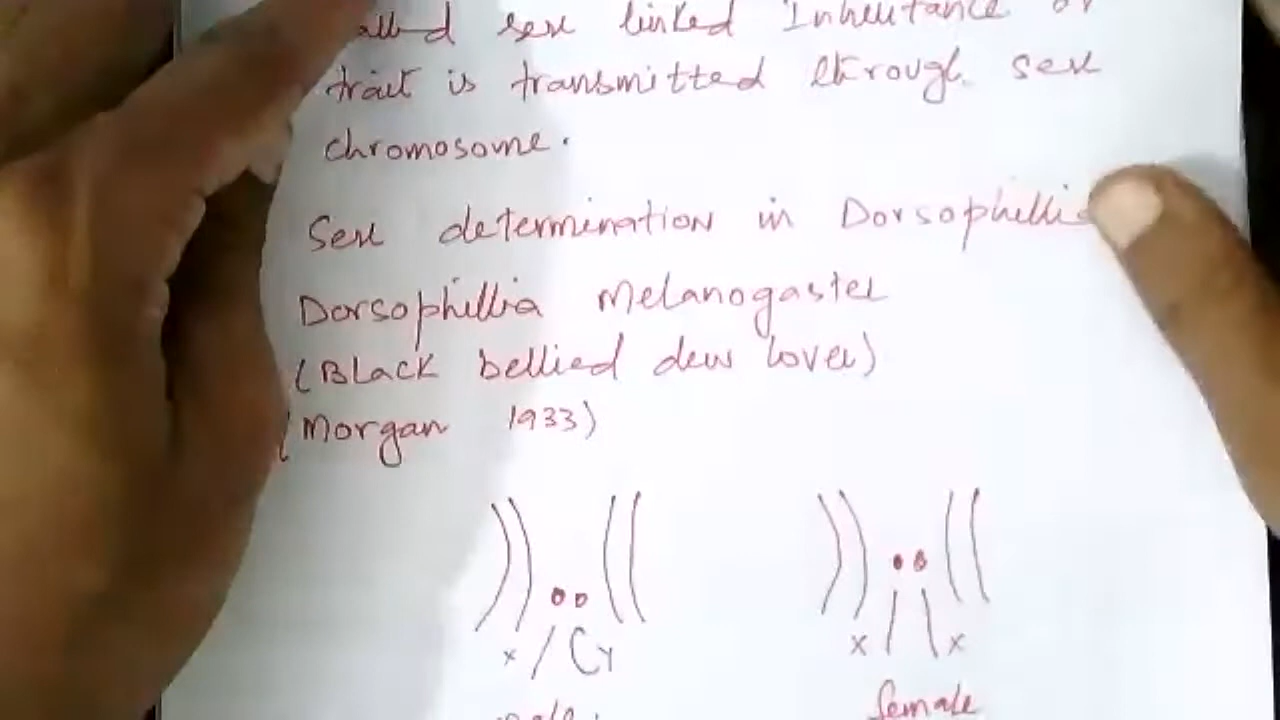 called sex linked Inheritance or
trait is transmitted through sex
chromosome.
Sex determination in Dorsophillia
Dorsophillia Melanogaster
(Black bellied dew lover)
(Morgan 1933)
x Y x x
male. female